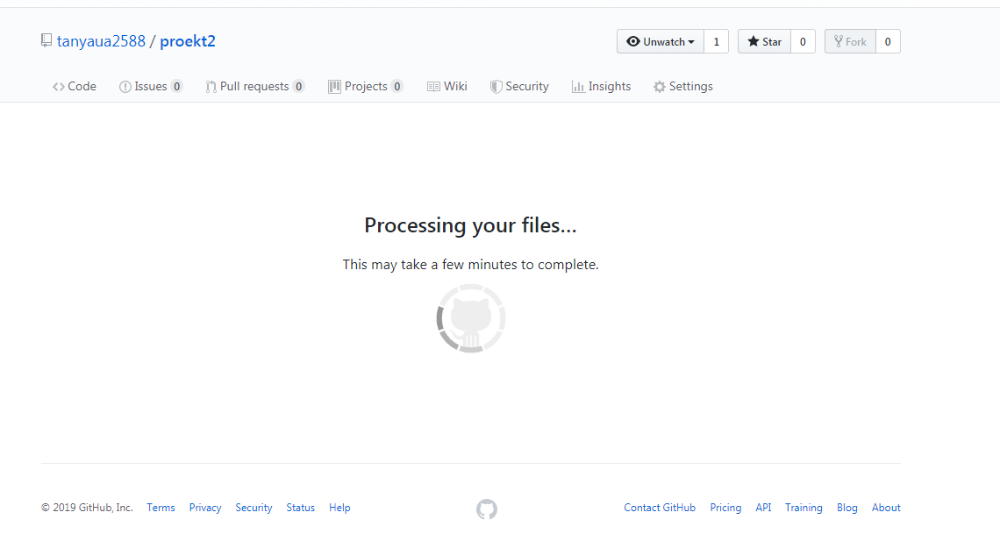 tanyaua2588 / proekt2
Unwatch 1 Star 0 Fork 0
Code Issues 0 Pull requests 0 Projects 0 Wiki Security Insights Settings
Processing your files…
This may take a few minutes to complete.
© 2019 GitHub, Inc. Terms Privacy Security Status Help Contact GitHub Pricing API Training Blog About